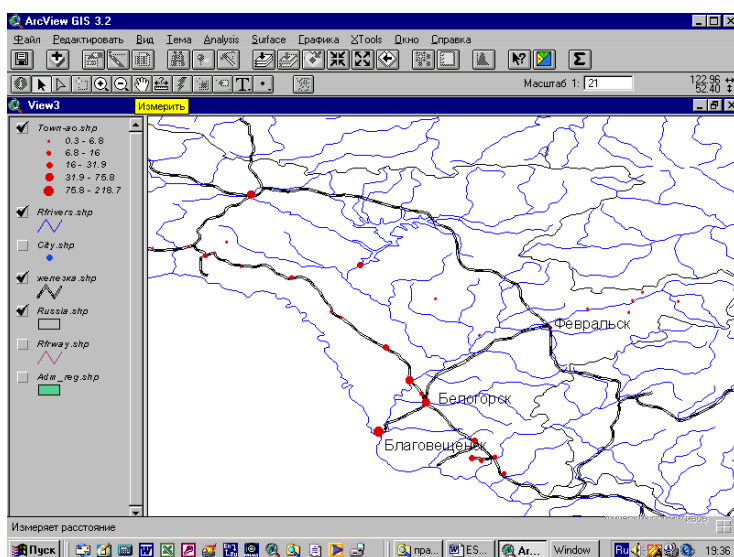 ArcView GIS 3.2
Файл Редактировать Вид Тема Analysis Surface Графика XTools Окно Справка
Масштаб 1: 21
122.96
52.40
View3
Измерить
Town-ao.shp
0.3 - 6.8
6.8 - 16
16 - 31.9
31.9 - 75.8
75.8 - 218.7
Rfrivers.shp
City.shp
железка.shp
Russia.shp
Rfrway.shp
Adm_reg.shp
Февральск
Белогорск
Благовещенск
Измеряет расстояние
Пуск
пра...
ES...
Ar...
Window
Ru
19:36